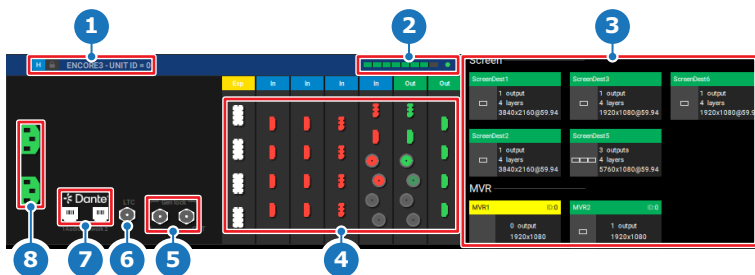 1
2
3
H
ENCORE3 - UNIT ID = 0
Screen
Exp In In In In Out Out
ScreenDest1
1 output
4 layers
3840x2160@59.94
ScreenDest3
1 output
4 layers
1920x1080@59.94
ScreenDest6
1 output
4 layers
1920x1080@59.94
ScreenDest2
1 output
4 layers
3840x2160@59.94
ScreenDest5
3 outputs
4 layers
5760x1080@59.94
MVR
MVR1 ID:0
0 output
1920x1080
MVR2 ID:0
1 output
1920x1080
Dante
LTC
Gen lock
8
7
6
5
4